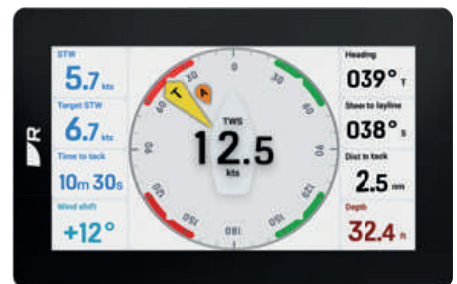 STW
5.7 kts
Target STW
6.7 kts
Time to tack
10m 30s
Wind shift
+12°
0
30
60
90
120
150
180
150
120
90
60
30
T
A
TWS
12.5
kts
Heading
039° T
Steer to layline
038° s
Dist to tack
2.5 nm
Depth
32.4 ft
R